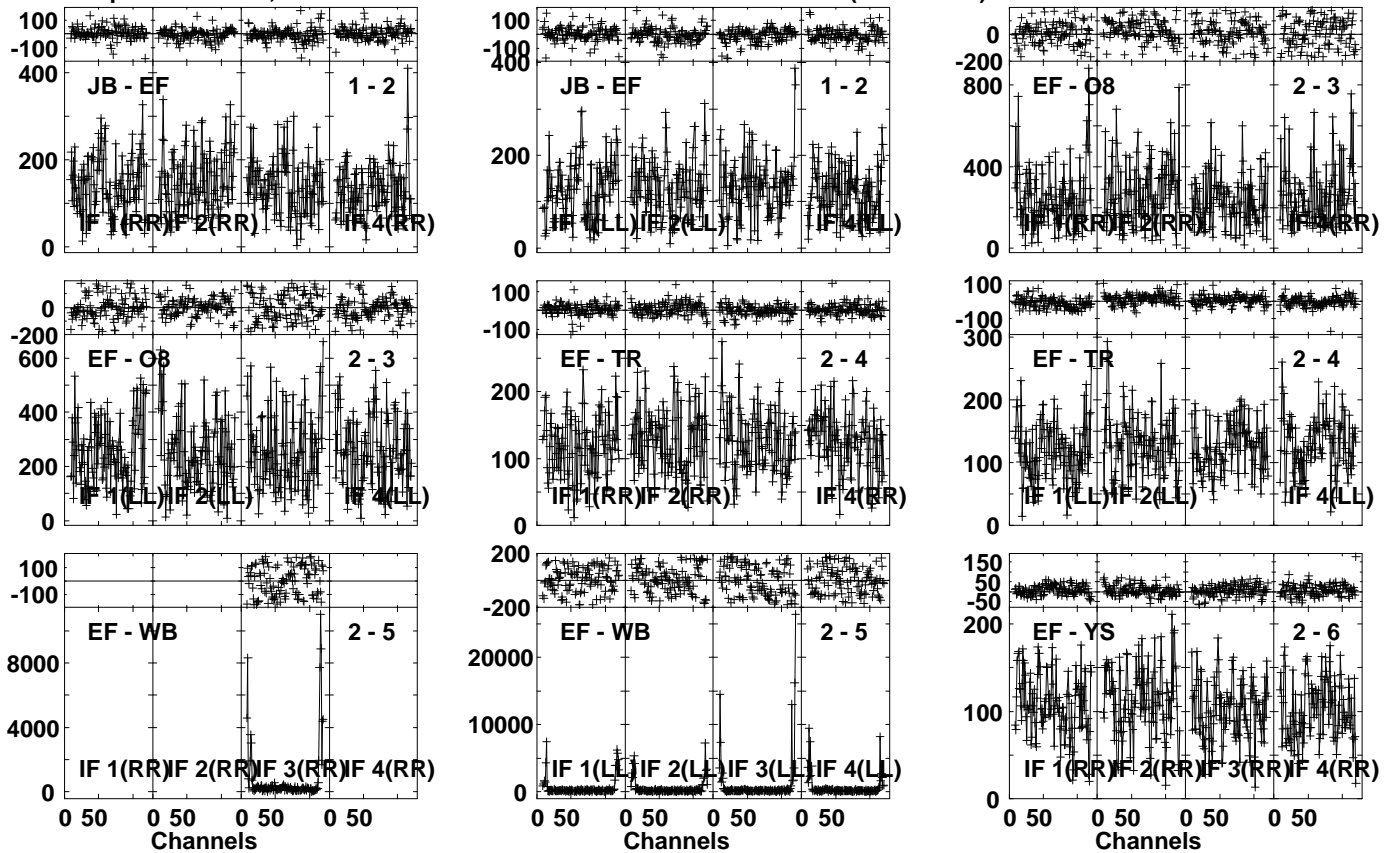 100
-100
400
200
0
JB - EF
1 - 2
IF 1(RR)
IF 2(RR)
IF 4(RR)
100
-100
400
200
0
JB - EF
1 - 2
IF 1(LL)
IF 2(LL)
IF 4(LL)
0
-200
800
400
0
EF - O8
2 - 3
IF 1(RR)
IF 2(RR)
IF 4(RR)
0
-200
600
400
200
0
EF - O8
2 - 3
IF 1(LL)
IF 2(LL)
IF 4(LL)
100
-100
200
100
0
EF - TR
2 - 4
IF 1(RR)
IF 2(RR)
IF 4(RR)
100
-100
300
200
100
0
EF - TR
2 - 4
IF 1(LL)
IF 2(LL)
IF 4(LL)
100
-100
8000
4000
0
EF - WB
2 - 5
IF 1(RR)
IF 2(RR)
IF 3(RR)
IF 4(RR)
0 50 0 0 0
Channels
200
-200
20000
10000
0
EF - WB
2 - 5
IF 1(LL)
IF 2(LL)
IF 3(LL)
IF 4(LL)
0 50 0 0 0
Channels
150
50
-50
200
100
0
EF - YS
2 - 6
IF 1(RR)
IF 2(RR)
IF 3(RR)
IF 4(RR)
0 50 0 0 0
Channels